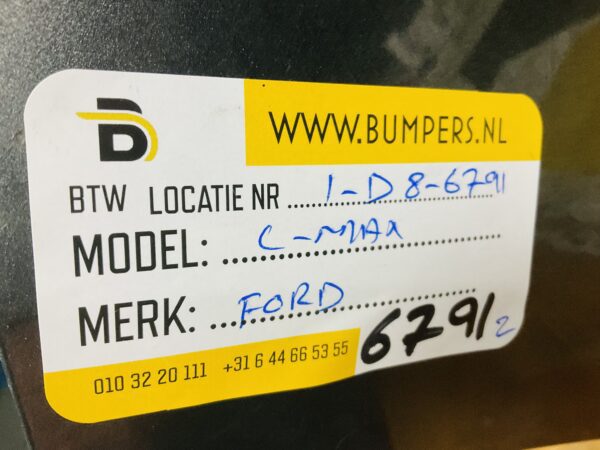 B
WWW.BUMPERS.NL
BTW LOCATIE NR 1-D8-6791
MODEL: C-MAX
MERK: FORD
010 32 20 111 +31 6 44 66 53 55 6791 2